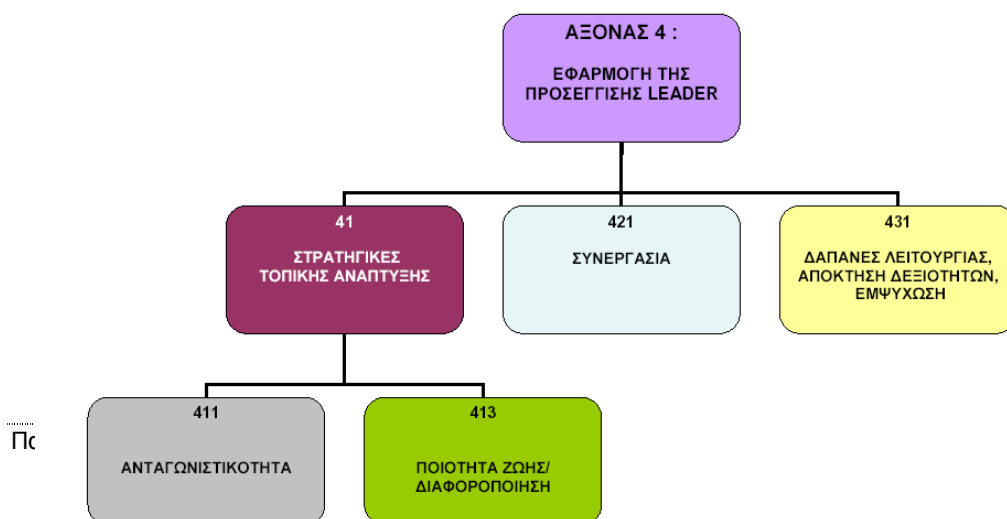 ΑΞΟΝΑΣ 4 :
ΕΦΑΡΜΟΓΗ ΤΗΣ
ΠΡΟΣΕΓΓΙΣΗΣ LEADER
41
ΣΤΡΑΤΗΓΙΚΕΣ
ΤΟΠΙΚΗΣ ΑΝΑΠΤΥΞΗΣ
421
ΣΥΝΕΡΓΑΣΙΑ
431
ΔΑΠΑΝΕΣ ΛΕΙΤΟΥΡΓΙΑΣ,
ΑΠΟΚΤΗΣΗ ΔΕΞΙΟΤΗΤΩΝ,
ΕΜΨΥΧΩΣΗ
411
ΑΝΤΑΓΩΝΙΣΤΙΚΟΤΗΤΑ
413
ΠΟΙΟΤΗΤΑ ΖΩΗΣ/
ΔΙΑΦΟΡΟΠΟΙΗΣΗ